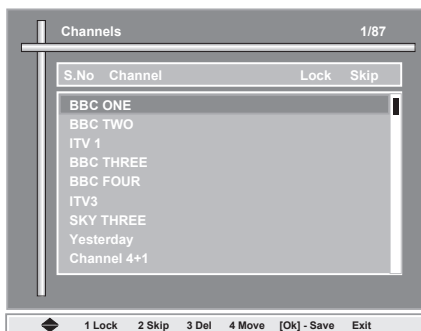 Channels 1/87
S.No Channel Lock Skip
BBC ONE
BBC TWO
ITV 1
BBC THREE
BBC FOUR
ITV3
SKY THREE
Yesterday
Channel 4+1
1 Lock 2 Skip 3 Del 4 Move [Ok] - Save Exit